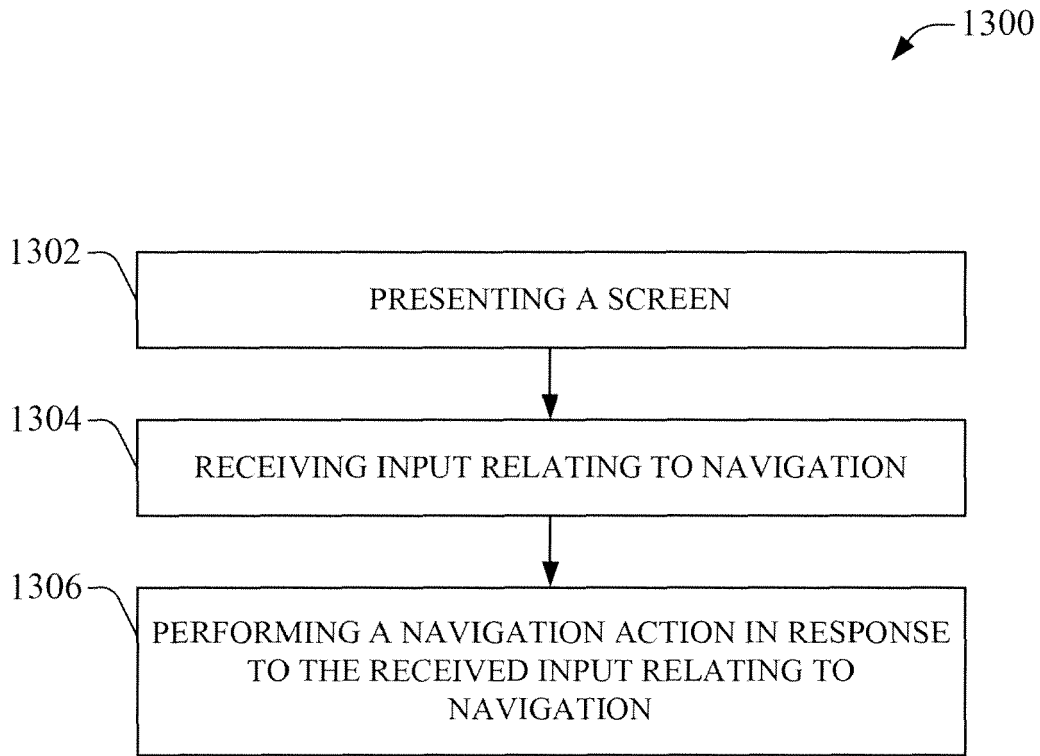 1300
1302
PRESENTING A SCREEN
1304
RECEIVING INPUT RELATING TO NAVIGATION
1306
PERFORMING A NAVIGATION ACTION IN RESPONSE
TO THE RECEIVED INPUT RELATING TO
NAVIGATION